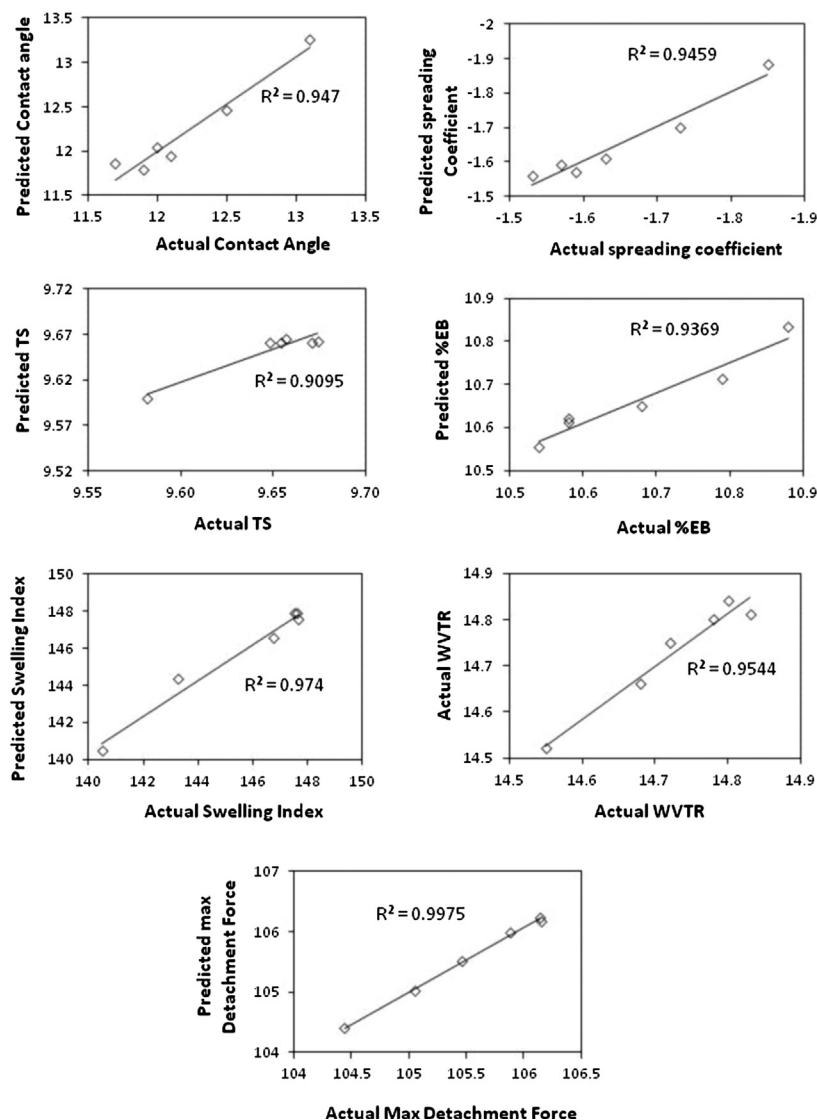 13.5
13
12.5
12
11.5
Predicted Contact angle
R² = 0.947
11.5 12 12.5 13 13.5
Actual Contact Angle
-2
-1.9
-1.8
-1.7
-1.6
-1.5
Predicted spreading
Coefficient
R² = 0.9459
-1.5 -1.6 -1.7 -1.8 -1.9
Actual spreading coefficient
9.72
9.67
9.62
9.57
9.52
Predicted TS
R² = 0.9095
9.55 9.60 9.65 9.70
Actual TS
10.9
10.8
10.7
10.6
10.5
Predicted %EB
R² = 0.9369
10.5 10.6 10.7 10.8 10.9
Actual %EB
150
148
146
144
142
140
Predicted Swelling Index
R² = 0.974
140 142 144 146 148 150
Actual Swelling Index
14.9
14.8
14.7
14.6
14.5
Actual WVTR
R² = 0.9544
14.5 14.6 14.7 14.8 14.9
Actual WVTR
107
106
105
104
Predicted max
Detachment Force
R² = 0.9975
104 104.5 105 105.5 106 106.5
Actual Max Detachment Force